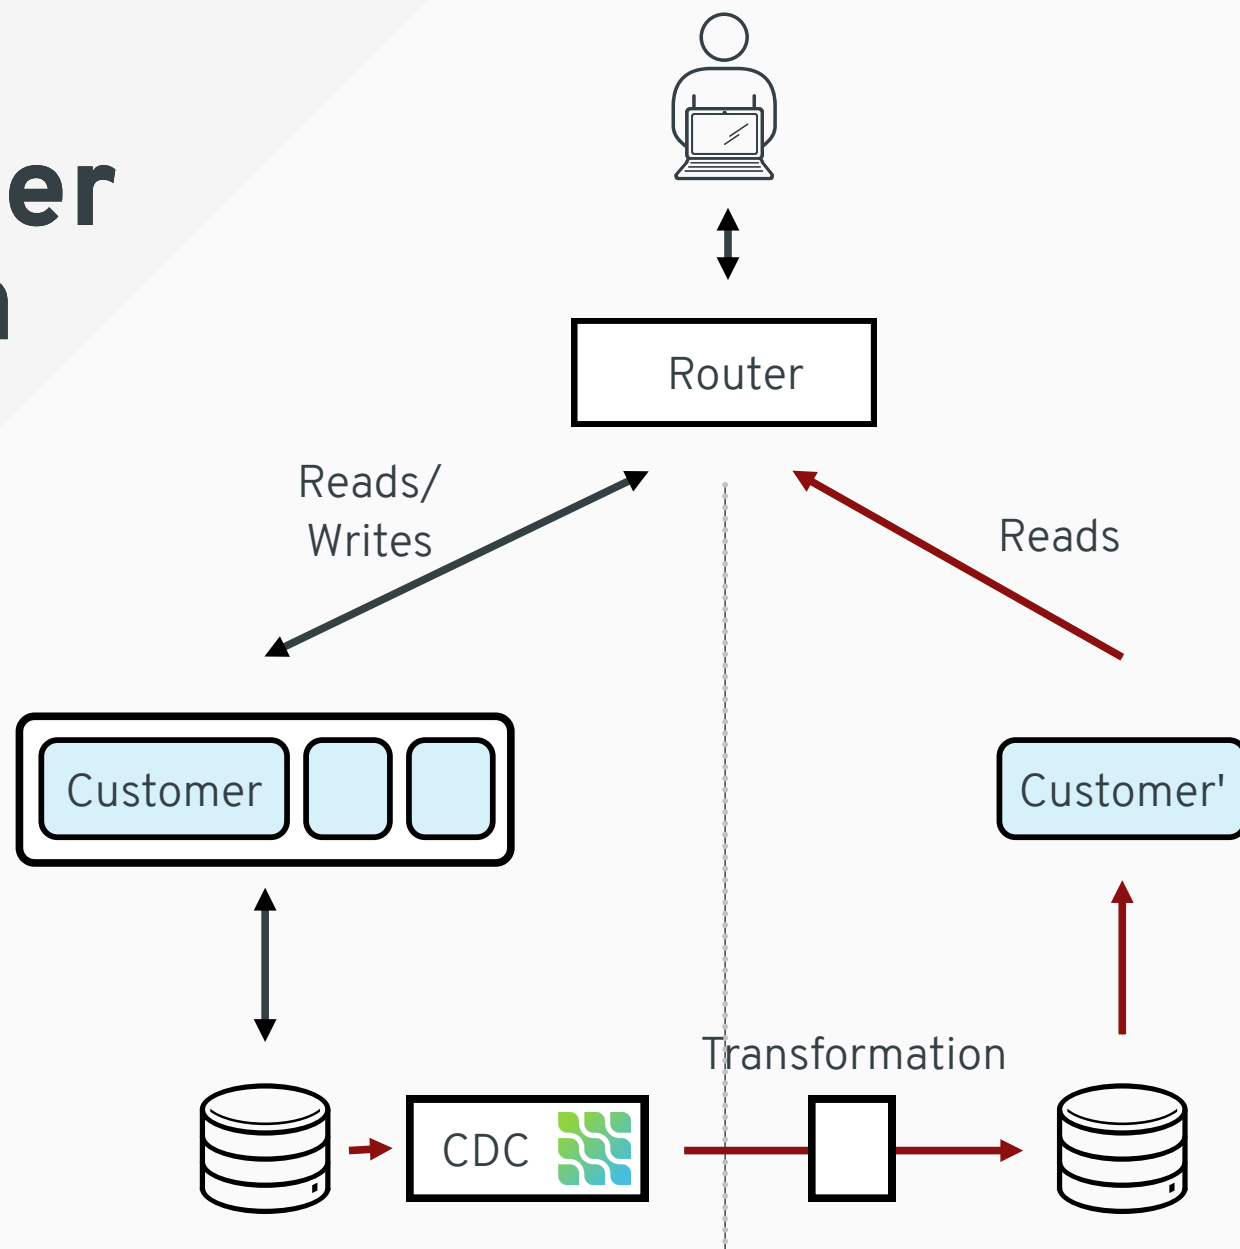 er
n
Router
Reads/
Writes
Reads
Customer
Customer'
Transformation
CDC